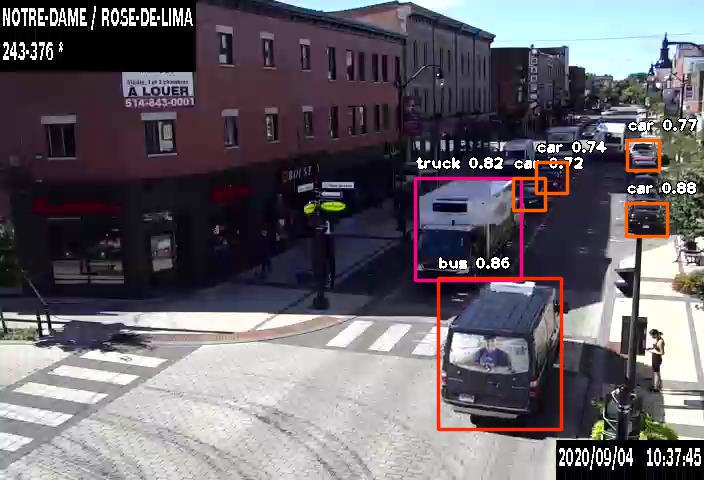 NOTRE-DAME / ROSE-DE-LIMA
243-376 *
À LOUER
514-843-0001
car 0.77
car 0.74
truck 0.82
car 0.72
car 0.88
bus 0.86
2020/09/04 10:37:45